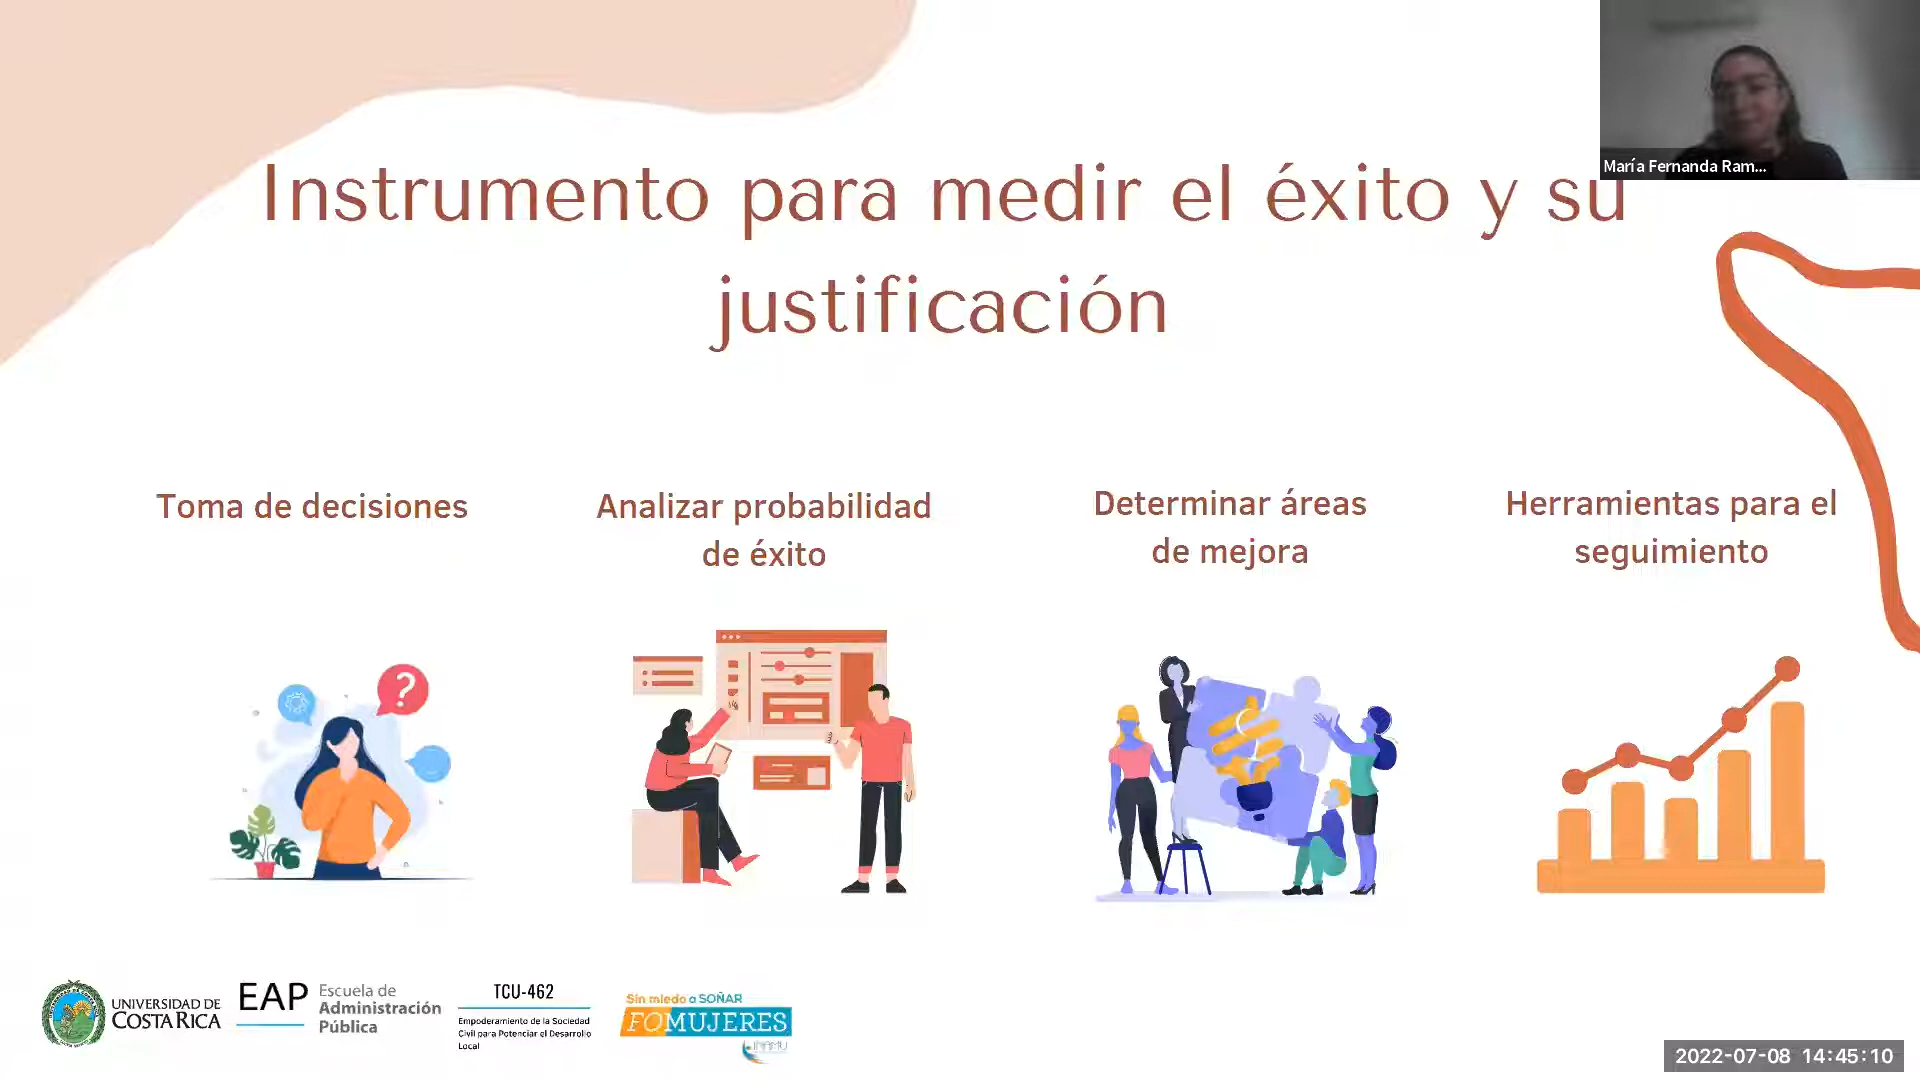 María Fernanda Ram...
Instrumento para medir el éxito y su
justificación
Toma de decisiones
Analizar probabilidad
de éxito
Determinar áreas
de mejora
Herramientas para el
seguimiento
?
UNIVERSIDAD DE
COSTA RICA
EAP
Escuela de
Administración
Pública
TCU-462
Empoderamiento de la Sociedad
Civil para Potenciar el Desarrollo
Local
Sin miedo a SOÑAR
FOMUJERES
INAMU
2022-07-08 14:45:10